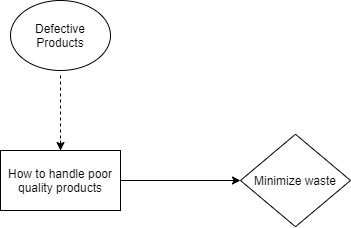 Defective
Products
How to handle poor
quality products
Minimize waste